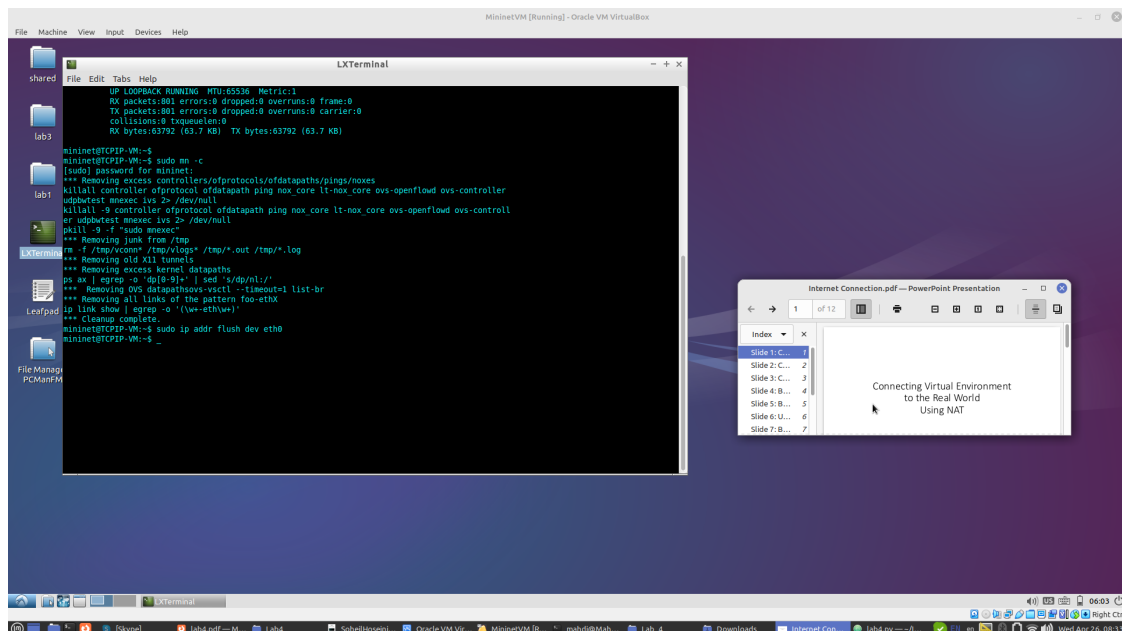 MininetVM [Running] - Oracle VM VirtualBox
File Machine View Input Devices Help
shared
lab3
lab1
LXTermina
Leafpad
File Manage
PCManFM
LXTerminal
File Edit Tabs Help
UP LOOPBACK RUNNING MTU:65536 Metric:1
RX packets:801 errors:0 dropped:0 overruns:0 frame:0
TX packets:801 errors:0 dropped:0 overruns:0 carrier:0
collisions:0 txqueuelen:0
RX bytes:63792 (63.7 KB) TX bytes:63792 (63.7 KB)
mininet@TCPIP-VM:~$
mininet@TCPIP-VM:~$ sudo mn -c
[sudo] password for mininet:
*** Removing excess controllers/ofprotocols/ofdatapaths/pings/noxes
killall controller ofprotocol ofdatapath ping nox_core lt-nox_core ovs-openflowd ovs-controller
udpbwtest mnexec ivs 2> /dev/null
killall -9 controller ofprotocol ofdatapath ping nox_core lt-nox_core ovs-openflowd ovs-controll
er udpbwtest mnexec ivs 2> /dev/null
pkill -9 -f "sudo mnexec"
*** Removing junk from /tmp
rm -f /tmp/vconn* /tmp/vlogs* /tmp/*.out /tmp/*.log
*** Removing old X11 tunnels
*** Removing excess kernel datapaths
ps ax | egrep -o 'dp[0-9]+' | sed 's/dp/nl:/'
*** Removing OVS datapathsovs-vsctl --timeout=1 list-br
*** Removing all links of the pattern foo-ethX
ip link show | egrep -o '(\w+-eth\w+)'
*** Cleanup complete.
mininet@TCPIP-VM:~$ sudo ip addr flush dev eth0
mininet@TCPIP-VM:~$ _
Internet Connection.pdf — PowerPoint Presentation
1 of 12
Index
Slide 1: C... 1
Slide 2: C... 2
Slide 3: C... 3
Slide 4: B... 4
Slide 5: B... 5
Slide 6: U... 6
Slide 7: B... 7
Connecting Virtual Environment
to the Real World
Using NAT
LXTerminal
US
06:03
Right Ctr
[Skype]
lab4.pdf — M...
Lab4
SoheilHoseini...
Oracle VM Vir...
MininetVM [R...
mahdi@Mah...
Lab_4
Downloads
Internet Con...
lab4.py — ~/l...
en
Wed Apr 26, 08:33